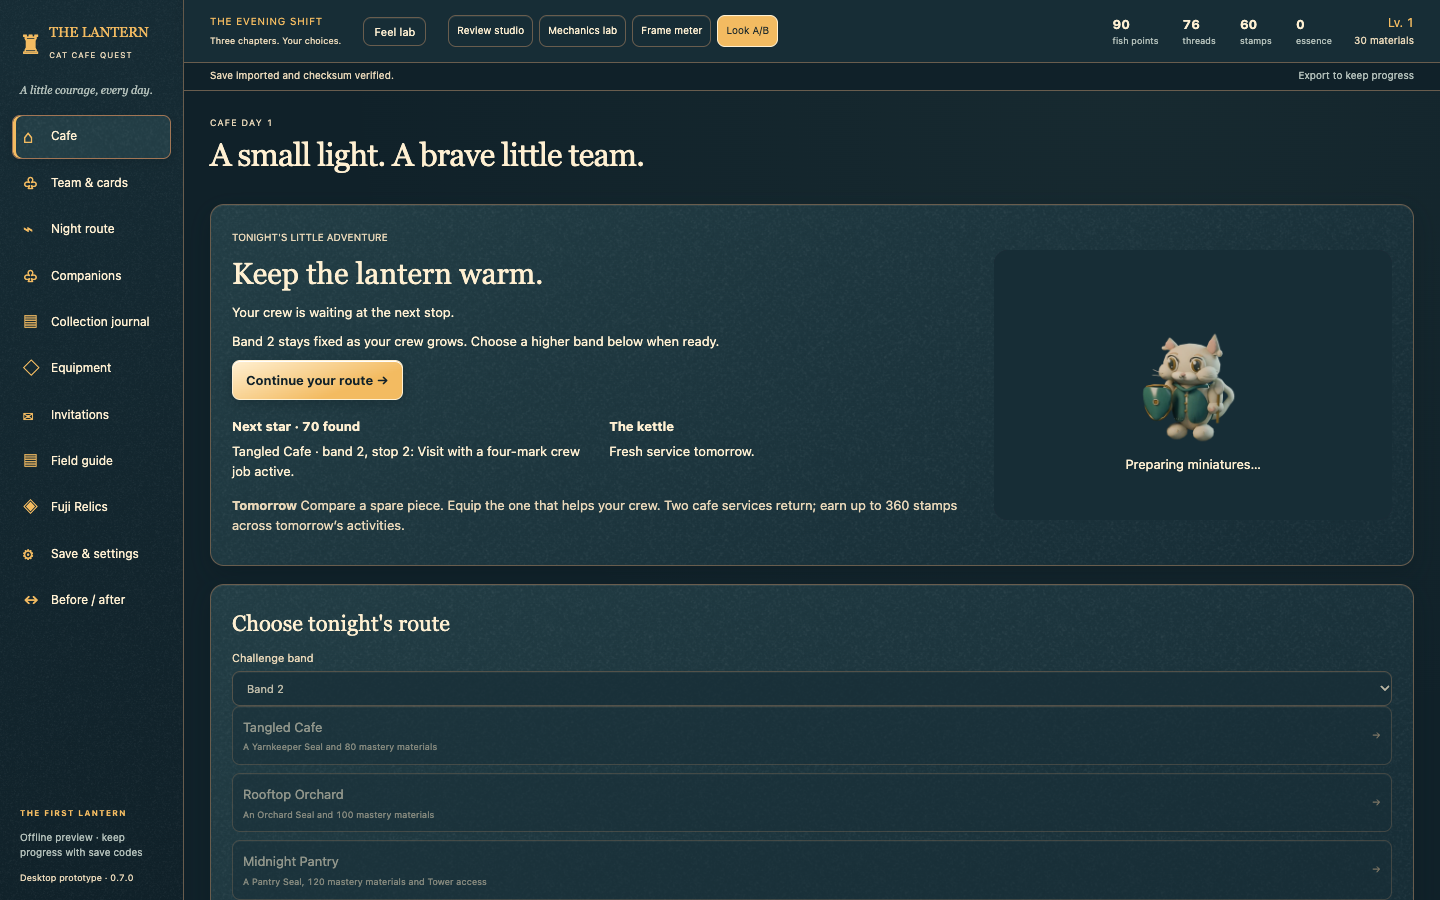 THE LANTERN
CAT CAFE QUEST
A little courage, every day.
Cafe
Team & cards
Night route
Companions
Collection journal
Equipment
Invitations
Field guide
Fuji Relics
Save & settings
Before / after
THE FIRST LANTERN
Offline preview · keep
progress with save codes
Desktop prototype · 0.7.0
THE EVENING SHIFT
Three chapters. Your choices.
Feel lab
Review studio
Mechanics lab
Frame meter
Look A/B
90
fish points
76
threads
60
stamps
0
essence
Lv. 1
30 materials
Save imported and checksum verified.
Export to keep progress
CAFE DAY 1
A small light. A brave little team.
TONIGHT'S LITTLE ADVENTURE
Keep the lantern warm.
Your crew is waiting at the next stop.
Band 2 stays fixed as your crew grows. Choose a higher band below when ready.
Continue your route →
Next star · 70 found
Tangled Cafe · band 2, stop 2: Visit with a four-mark crew
job active.
The kettle
Fresh service tomorrow.
Tomorrow Compare a spare piece. Equip the one that helps your crew. Two cafe services return; earn up to 360 stamps
across tomorrow's activities.
Preparing miniatures…
Choose tonight's route
Challenge band
Band 2
Tangled Cafe
A Yarnkeeper Seal and 80 mastery materials
→
Rooftop Orchard
An Orchard Seal and 100 mastery materials
→
Midnight Pantry
A Pantry Seal, 120 mastery materials and Tower access
→